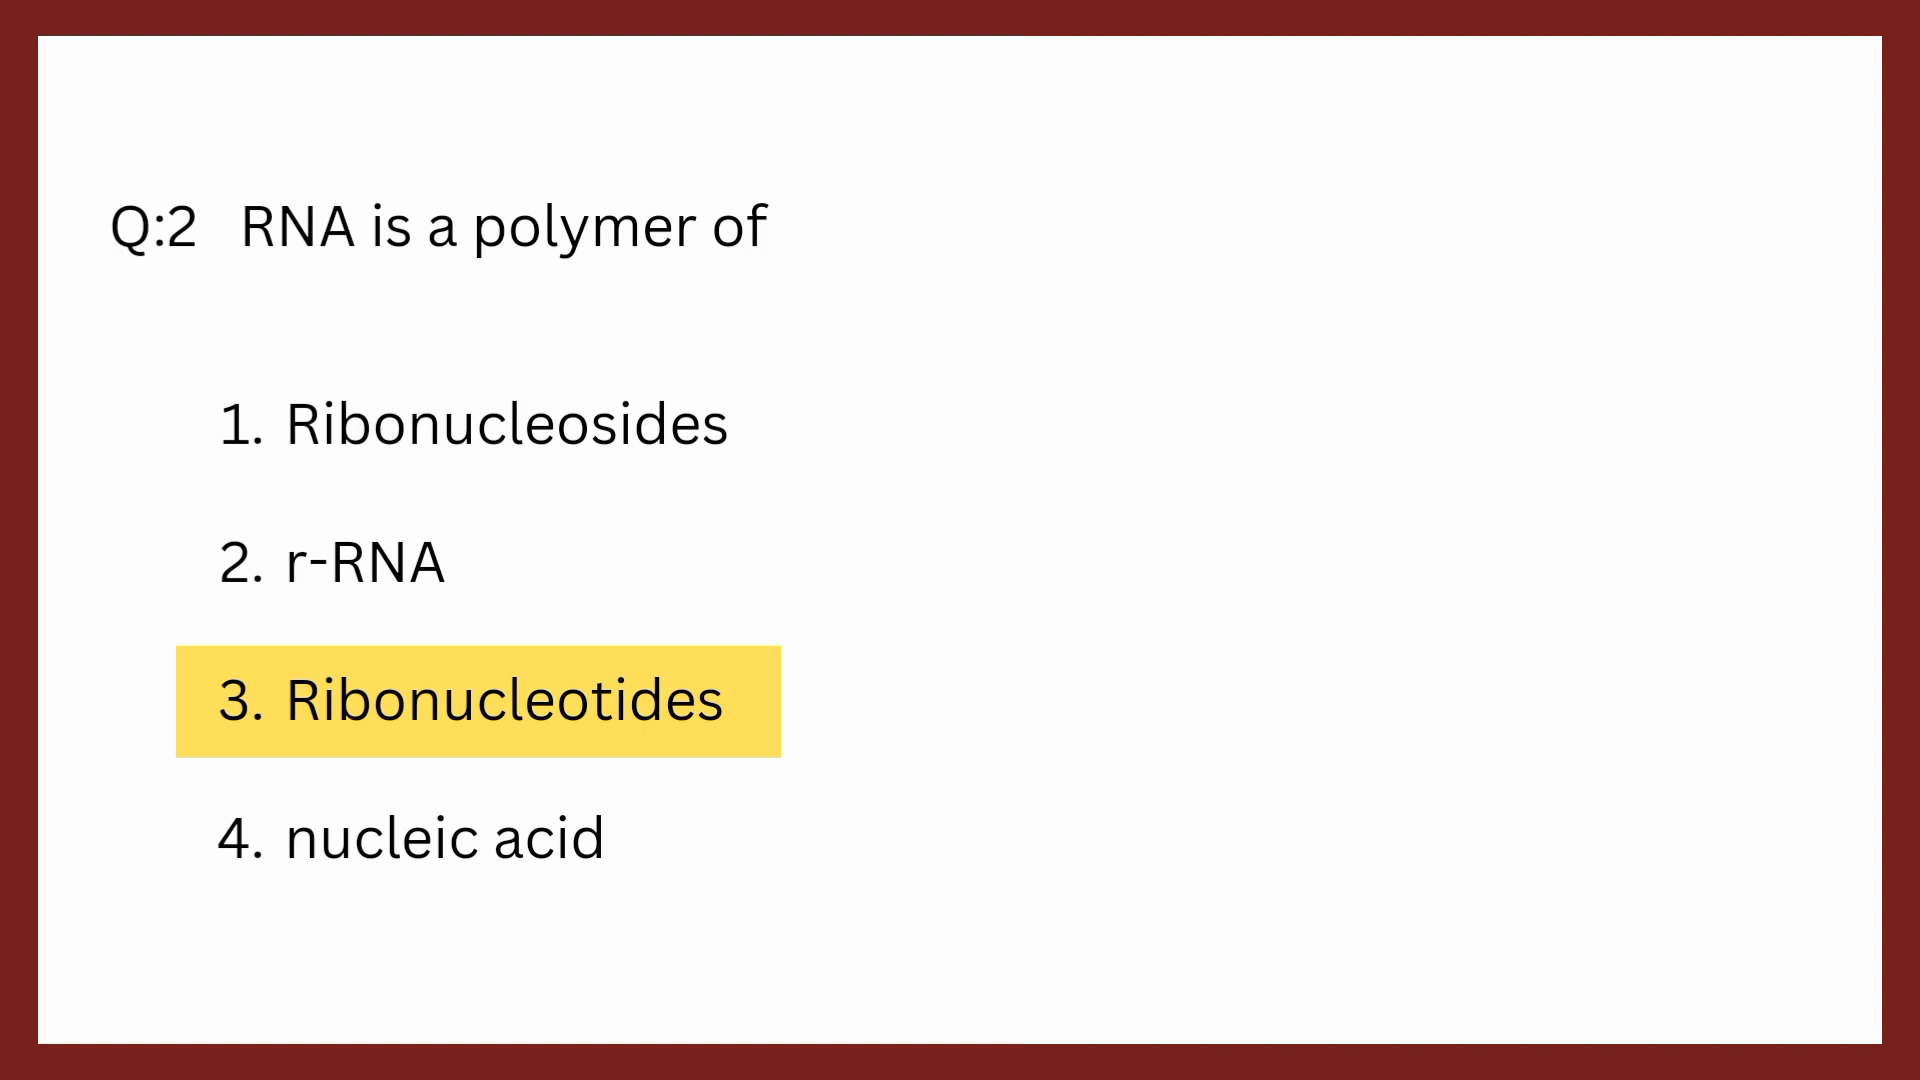 Q:2 RNA is a polymer of
1. Ribonucleosides
2. r-RNA
3. Ribonucleotides
4. nucleic acid